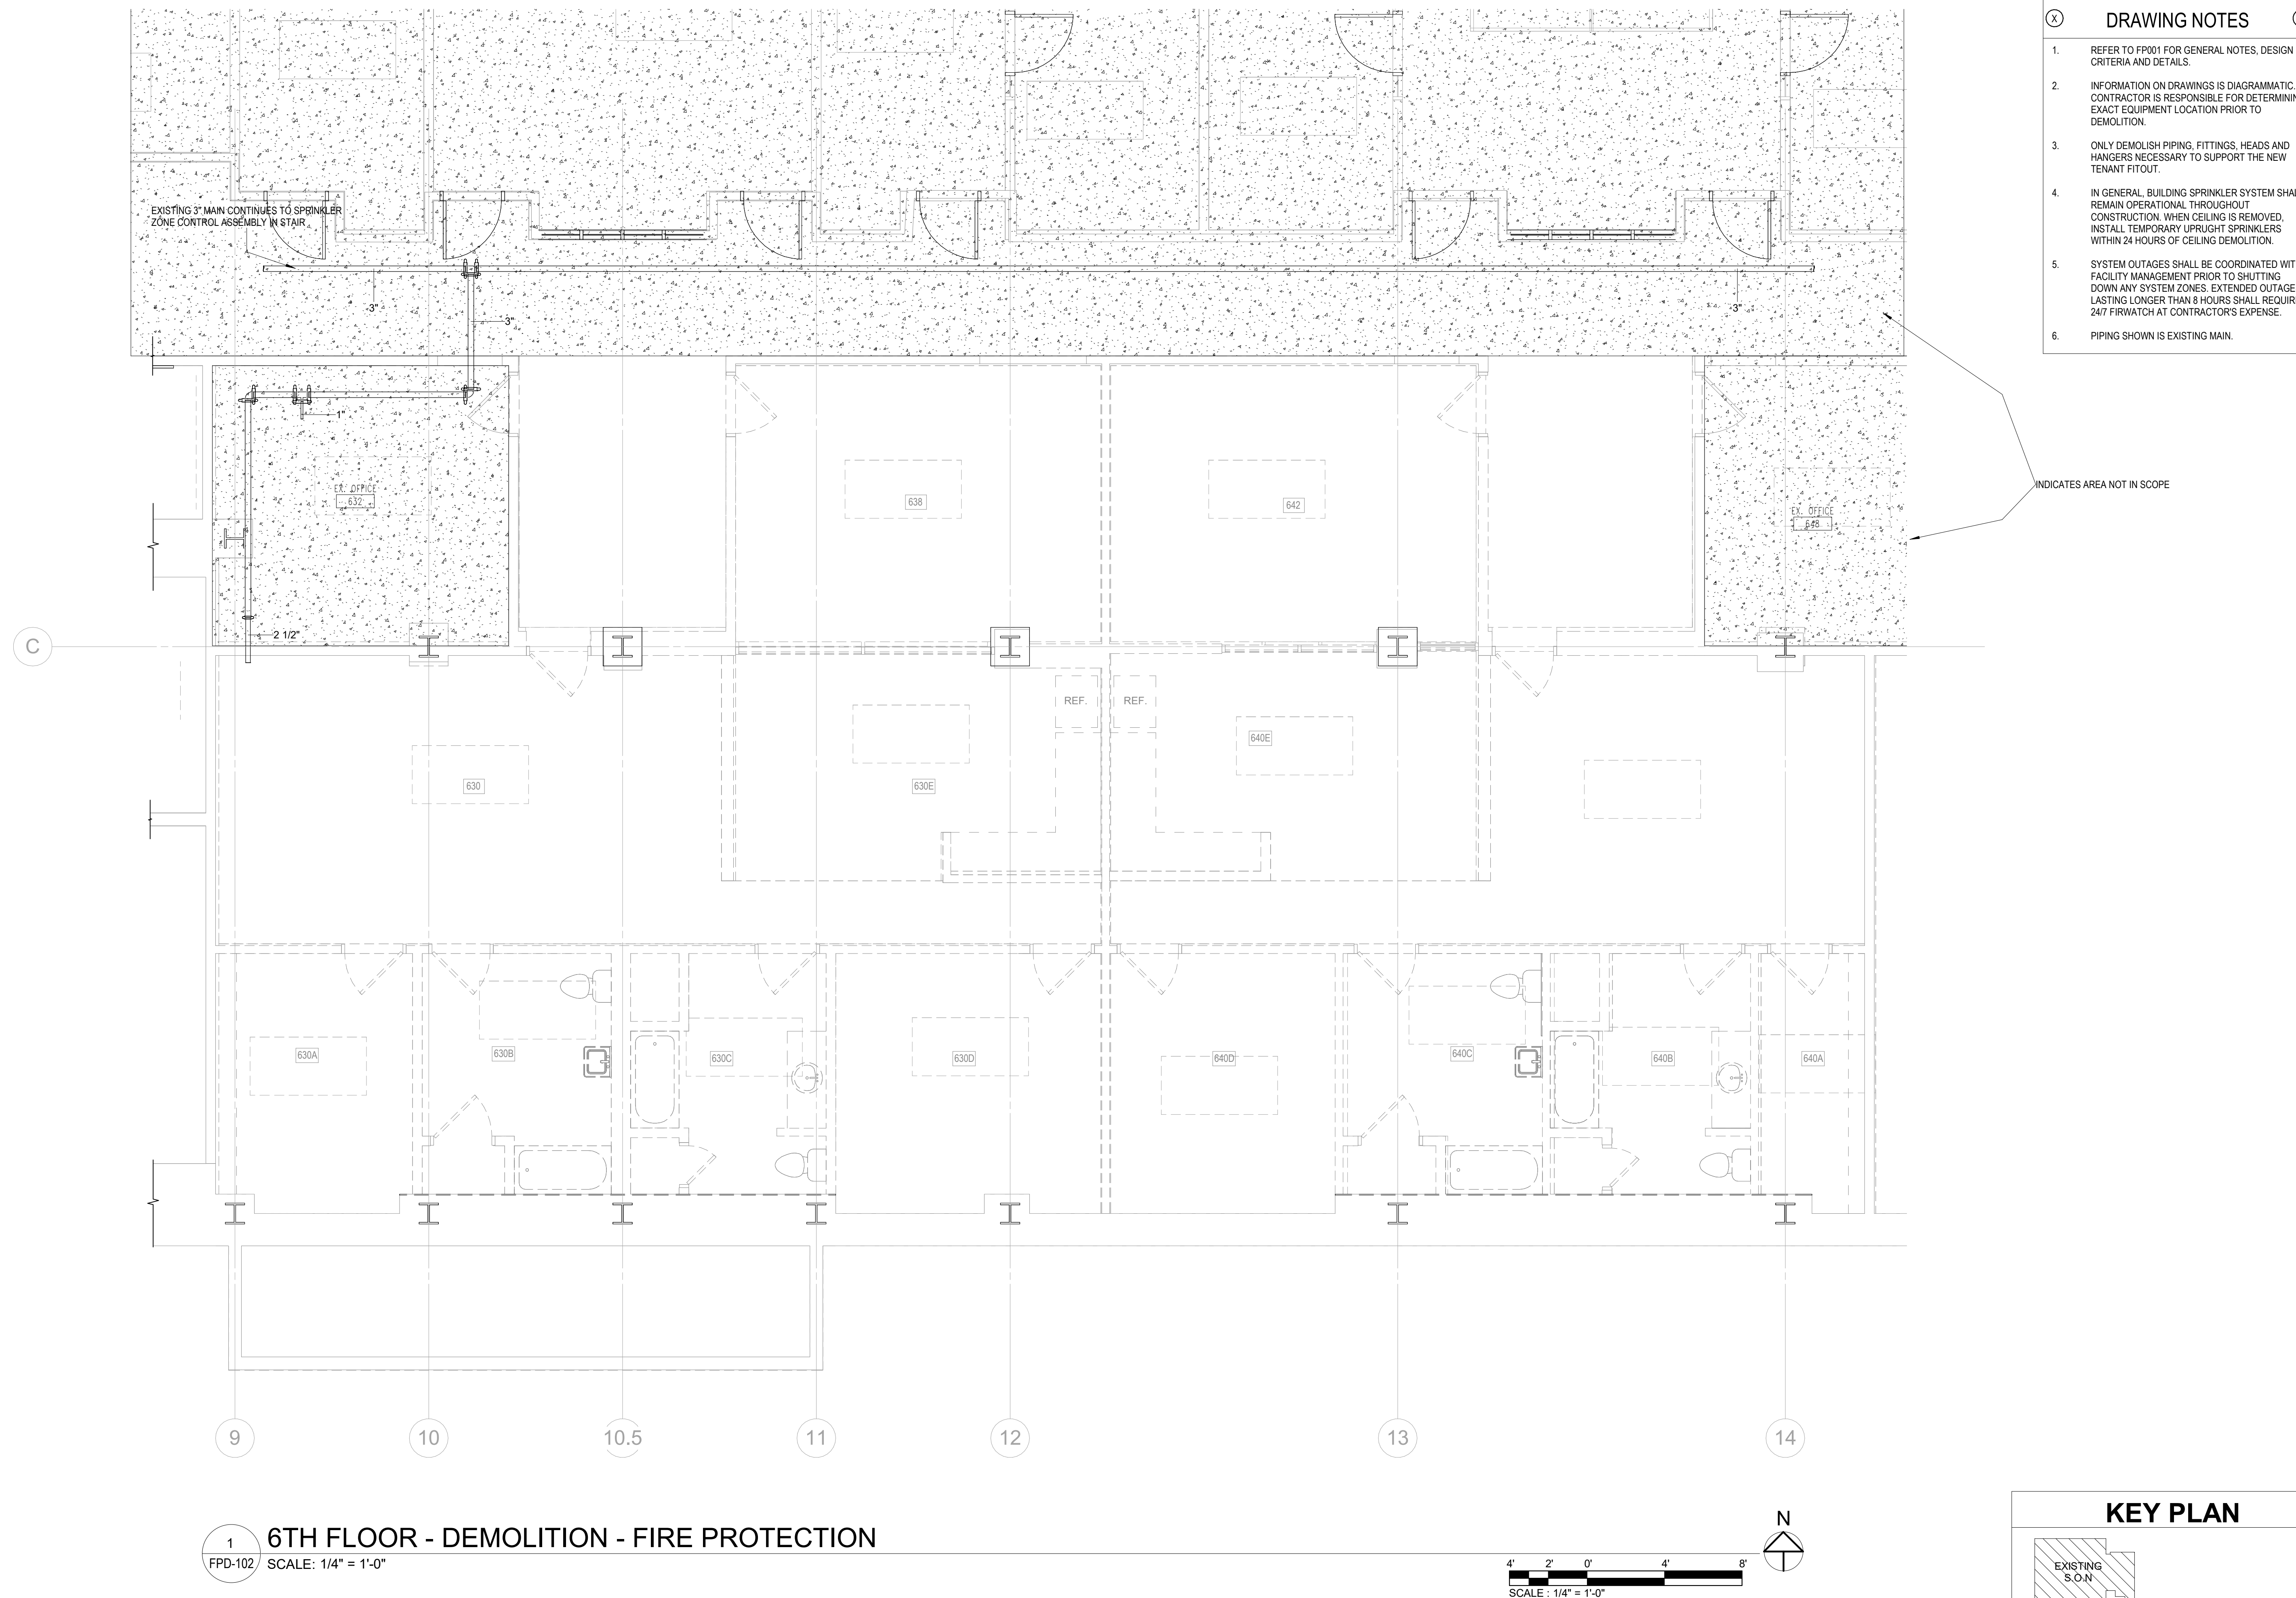 X DRAWING NOTES
1. REFER TO FP001 FOR GENERAL NOTES, DESIGN
CRITERIA AND DETAILS.
2. INFORMATION ON DRAWINGS IS DIAGRAMMATIC.
CONTRACTOR IS RESPONSIBLE FOR
EXACT EQUIPMENT LOCATION PRIOR TO
DEMOLITION.
3. ONLY DEMOLISH PIPING, FITTINGS, HEADS AND
HANGERS NECESSARY TO SUPPORT THE NEW
TENANT FITOUT.
4. IN GENERAL, BUILDING SPRINKLER SYSTEM
REMAIN OPERATIONAL THROUGHOUT
CONSTRUCTION. WHEN CEILING IS REMOVED,
INSTALL TEMPORARY UPRUGHT SPRINKLERS
WITHIN 24 HOURS OF CEILING DEMOLITION.
5. SYSTEM OUTAGES SHALL BE COORDINATED
FACILITY MANAGEMENT PRIOR TO SHUTTING
DOWN ANY SYSTEM ZONES. EXTENDED OUTAGE
LASTING LONGER THAN 8 HOURS SHALL
24/7 FIRWATCH AT CONTRACTOR'S EXPENSE.
6. PIPING SHOWN IS EXISTING MAIN.
EXISTING 3" MAIN CONTINUES TO SPRINKLER
ZONE CONTROL ASSEMBLY IN STAIR
3"
3"
3"
1"
EX. OFFICE
632
638
642
EX. OFFICE
648
INDICATES AREA NOT IN SCOPE
2 1/2"
C
REF.
REF.
640E
630
630E
630A
630B
630C
630D
640D
640C
640B
640A
9
10
10.5
11
12
13
14
1
FPD-102
6TH FLOOR - DEMOLITION - FIRE PROTECTION
SCALE: 1/4" = 1'-0"
N
4' 2' 0' 4' 8'
SCALE : 1/4" = 1'-0"
KEY PLAN
EXISTING
S.O.N